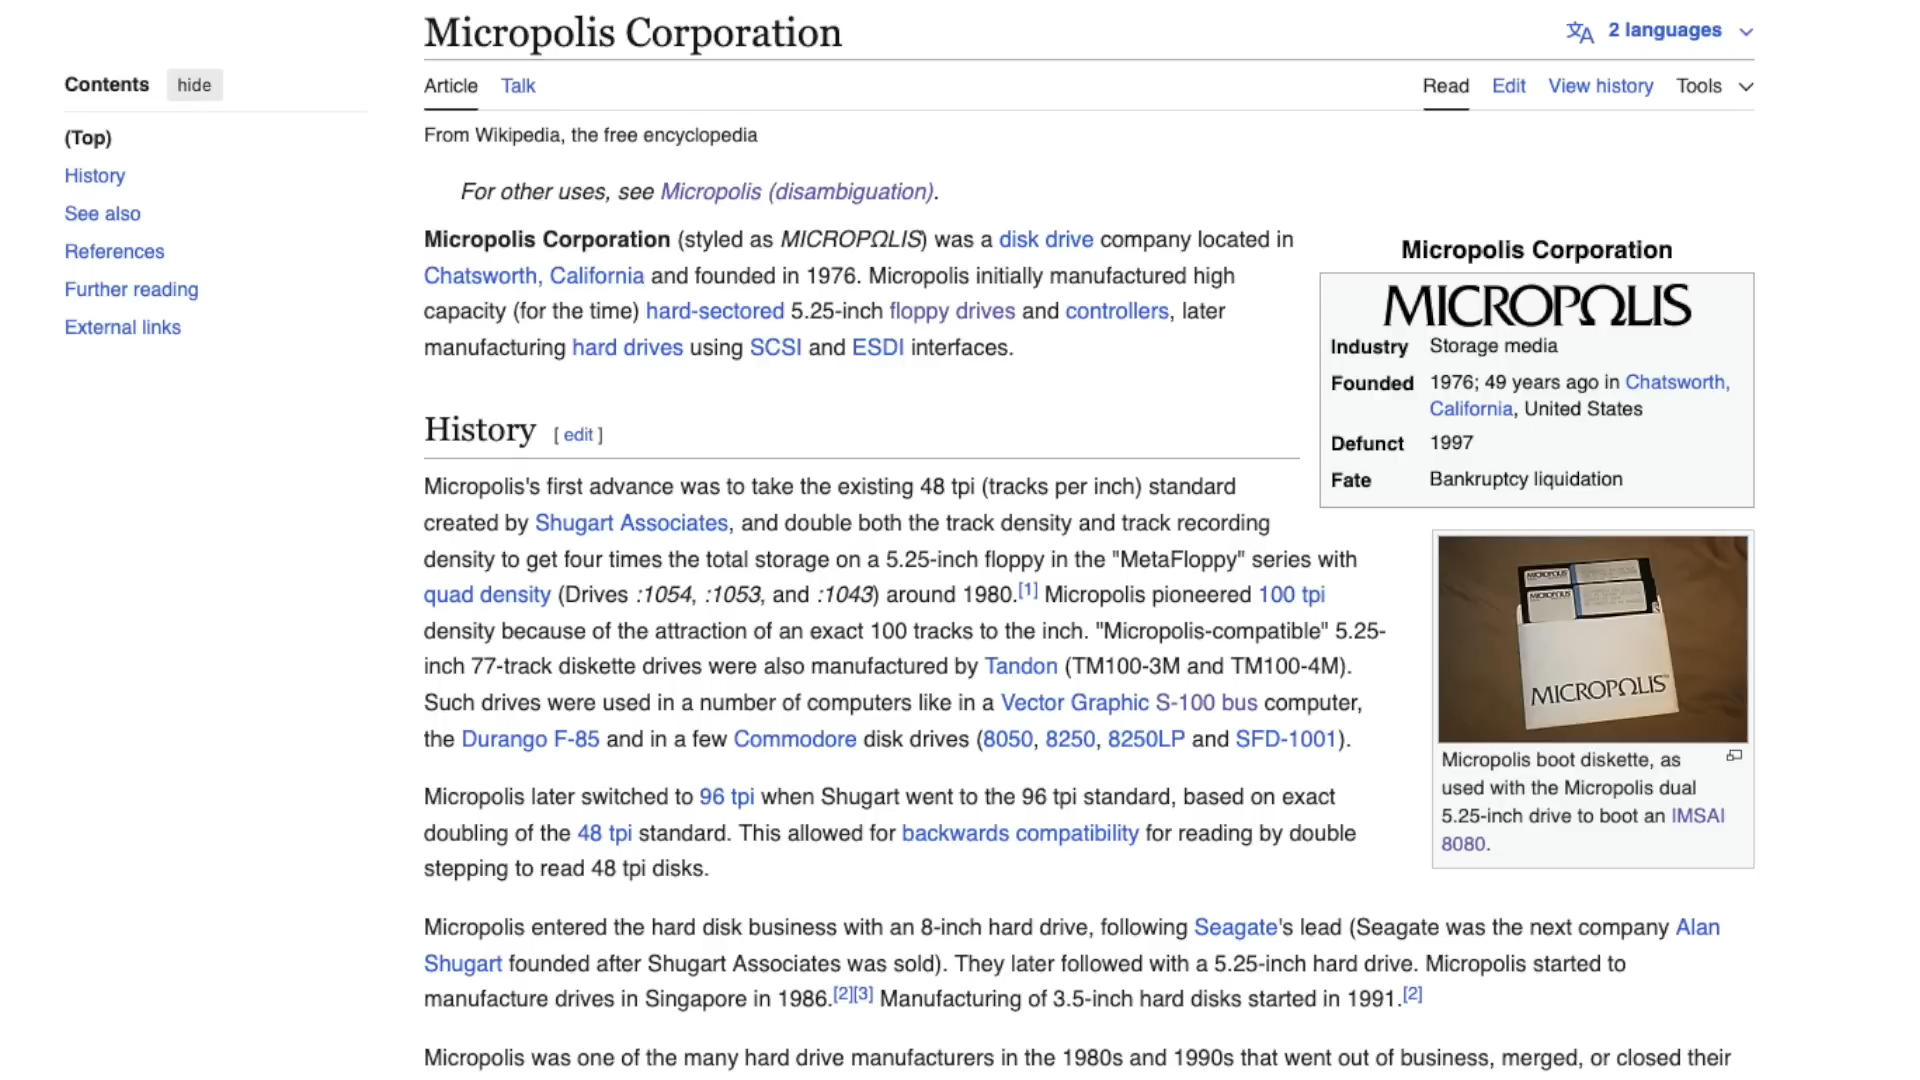 Micropolis Corporation
2 languages
Contents hide
Article Talk
Read Edit View history Tools
(Top)
History
See also
References
Further reading
External links
From Wikipedia, the free encyclopedia
For other uses, see Micropolis (disambiguation).
Micropolis Corporation (styled as MICROPΩLIS) was a disk drive company located in
Chatsworth, California and founded in 1976. Micropolis initially manufactured high
capacity (for the time) hard-sectored 5.25-inch floppy drives and controllers, later
manufacturing hard drives using SCSI and ESDI interfaces.
Micropolis Corporation
MICROPΩLIS
Industry Storage media
Founded 1976; 49 years ago in Chatsworth,
California, United States
Defunct 1997
Fate Bankruptcy liquidation
History [ edit ]
Micropolis's first advance was to take the existing 48 tpi (tracks per inch) standard
created by Shugart Associates, and double both the track density and track recording
density to get four times the total storage on a 5.25-inch floppy in the "MetaFloppy" series with
quad density (Drives :1054, :1053, and :1043) around 1980.[1] Micropolis pioneered 100 tpi
density because of the attraction of an exact 100 tracks to the inch. "Micropolis-compatible" 5.25-
inch 77-track diskette drives were also manufactured by Tandon (TM100-3M and TM100-4M).
Such drives were used in a number of computers like in a Vector Graphic S-100 bus computer,
the Durango F-85 and in a few Commodore disk drives (8050, 8250, 8250LP and SFD-1001).
MICROPΩLIS
MICROPΩLIS
MICROPΩLIS
Micropolis boot diskette, as
used with the Micropolis dual
5.25-inch drive to boot an IMSAI
8080.
Micropolis later switched to 96 tpi when Shugart went to the 96 tpi standard, based on exact
doubling of the 48 tpi standard. This allowed for backwards compatibility for reading by double
stepping to read 48 tpi disks.
Micropolis entered the hard disk business with an 8-inch hard drive, following Seagate's lead (Seagate was the next company Alan
Shugart founded after Shugart Associates was sold). They later followed with a 5.25-inch hard drive. Micropolis started to
manufacture drives in Singapore in 1986.[2][3] Manufacturing of 3.5-inch hard disks started in 1991.[2]
Micropolis was one of the many hard drive manufacturers in the 1980s and 1990s that went out of business, merged, or closed their